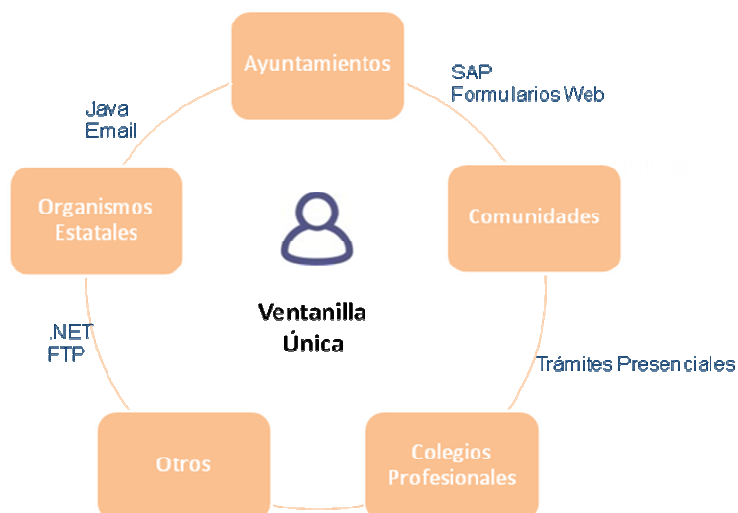 Ayuntamientos
SAP
Formularios Web
Java
Email
Organismos
Estatales
Comunidades
Ventanilla
Única
.NET
FTP
Trámites Presenciales
Otros
Colegios
Profesionales